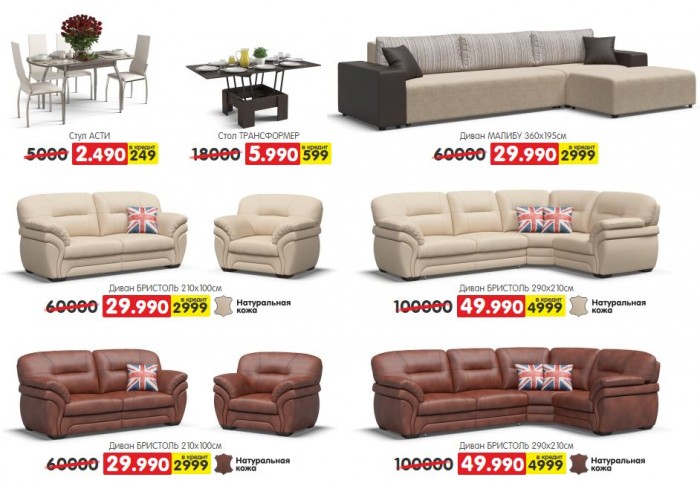 Стул АСТИ
5000 2.490 в кредит 249
Стол ТРАНСФОРМЕР
18000 5.990 в кредит 599
Диван МАЛИБУ 360х195см
60000 29.990 в кредит 2999
Диван БРИСТОЛЬ 210х100см
60000 29.990 в кредит 2999 Натуральная
кожа
Диван БРИСТОЛЬ 290х210см
100000 49.990 в кредит 4999 Натуральная
кожа
Диван БРИСТОЛЬ 210х100см
60000 29.990 в кредит 2999 Натуральная
кожа
Диван БРИСТОЛЬ 290х210см
100000 49.990 в кредит 4999 Натуральная
кожа